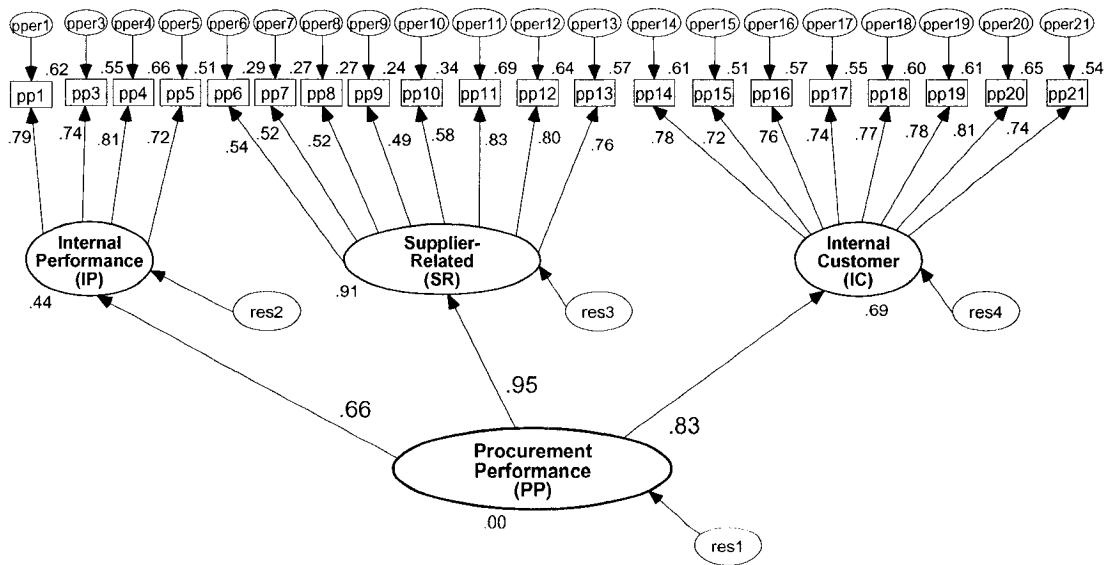 pper1 pper3 pper4 pper5 pper6 pper7 pper8 pper9 pper10 pper11 pper12 pper13 pper14 pper15 pper16 pper17 pper18 pper19 pper20 pper21
.62 .55 .66 .51 .29 .27 .27 .24 .34 .69 .64 .57 .61 .51 .57 .55 .60 .61 .65 .54
pp1 pp3 pp4 pp5 pp6 pp7 pp8 pp9 pp10 pp11 pp12 pp13 pp14 pp15 pp16 pp17 pp18 pp19 pp20 pp21
.79 .74 .81 .72 .54 .52 .52 .49 .58 .83 .80 .76 .78 .72 .76 .74 .77 .78 .81 .74
Internal
Performance
(IP)
.44
res2
Supplier-
Related
(SR)
.91
res3
Internal
Customer
(IC)
.69
res4
.66
.95
.83
Procurement
Performance
(PP)
.00
res1